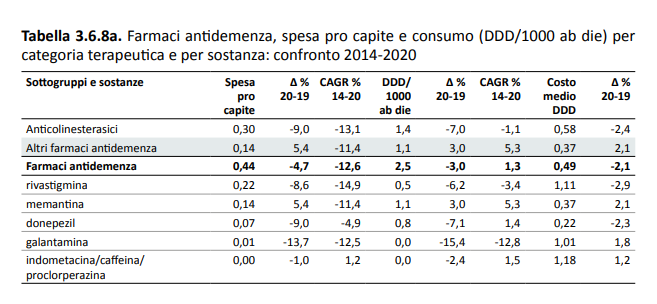 Tabella 3.6.8a. Farmaci antidemenza, spesa pro capite e consumo (DDD/1000 ab die) per
categoria terapeutica e per sostanza: confronto 2014-2020
Sottogruppi e sostanze Spesa pro capite Δ % 20-19 CAGR % 14-20 DDD/ 1000 ab die Δ % 20-19 CAGR % 14-20 Costo medio DDD Δ % 20-19
Anticolinesterasici 0,30 -9,0 -13,1 1,4 -7,0 -1,1 0,58 -2,4
Altri farmaci antidemenza 0,14 5,4 -11,4 1,1 3,0 5,3 0,37 2,1
Farmaci antidemenza 0,44 -4,7 -12,6 2,5 -3,0 1,3 0,49 -2,1
rivastigmina 0,22 -8,6 -14,9 0,5 -6,2 -3,4 1,11 -2,9
memantina 0,14 5,4 -11,4 1,1 3,0 5,3 0,37 2,1
donepezil 0,07 -9,0 -4,9 0,8 -7,1 1,4 0,22 -2,3
galantamina 0,01 -13,7 -12,5 0,0 -15,4 -12,8 1,01 1,8
indometacina/caffeina/ 0,00 -1,0 1,2 0,0 -2,4 1,5 1,18 1,2
proclorperazina